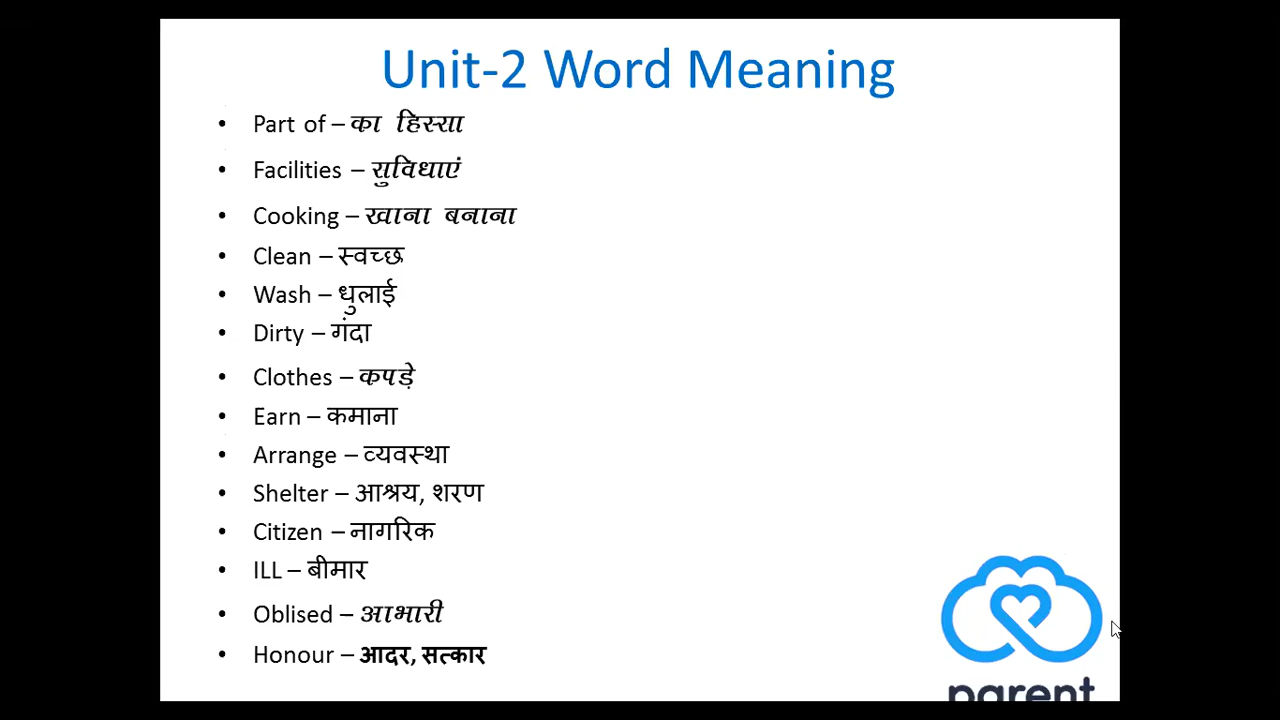 Unit-2 Word Meaning
• Part of – का हिस्सा
• Facilities – सुविधाएं
• Cooking – खाना बनाना
• Clean – स्वच्छ
• Wash – धुलाई
• Dirty – गंदा
• Clothes – कपड़े
• Earn – कमाना
• Arrange – व्यवस्था
• Shelter – आश्रय, शरण
• Citizen – नागरिक
• ILL – बीमार
• Oblised – आभारी
• Honour – आदर, सत्कार
parent